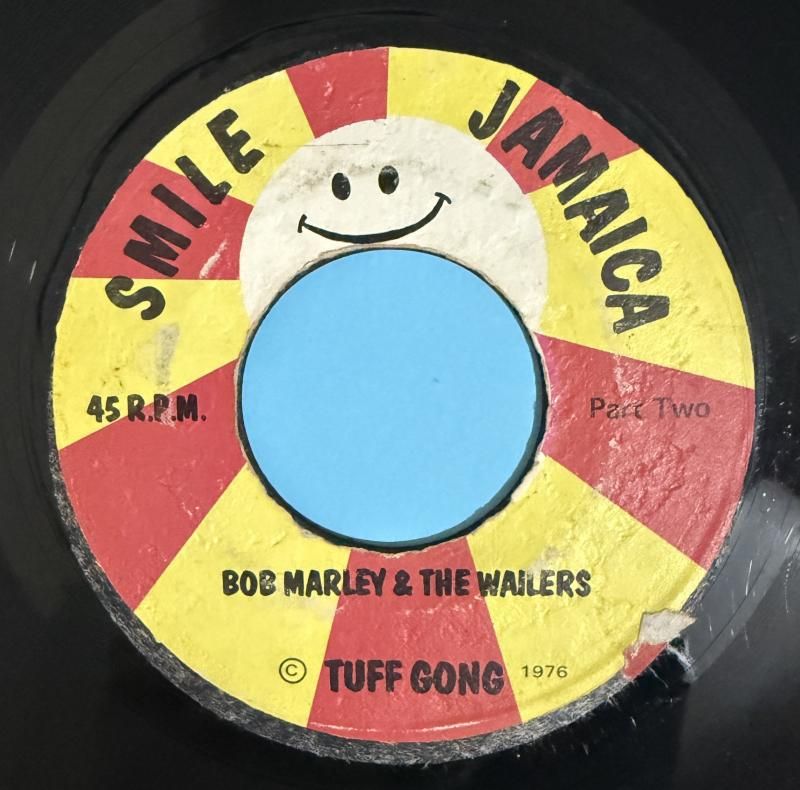 SMILE JAMAICA
45 R.P.M.
Part Two
BOB MARLEY & THE WAILERS
© TUFF GONG 1976